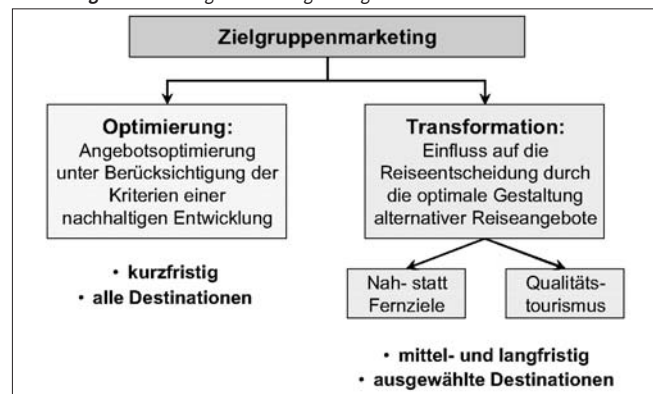 Zielgruppenmarketing
Optimierung:
Angebotsoptimierung
unter Berücksichtigung der
Kriterien einer
nachhaltigen Entwicklung
Transformation:
Einfluss auf die
Reiseentscheidung durch
die optimale Gestaltung
alternativer Reiseangebote
• kurzfristig
• alle Destinationen
Nah- statt
Fernziele
Qualitäts-
tourismus
• mittel- und langfristig
• ausgewählte Destinationen